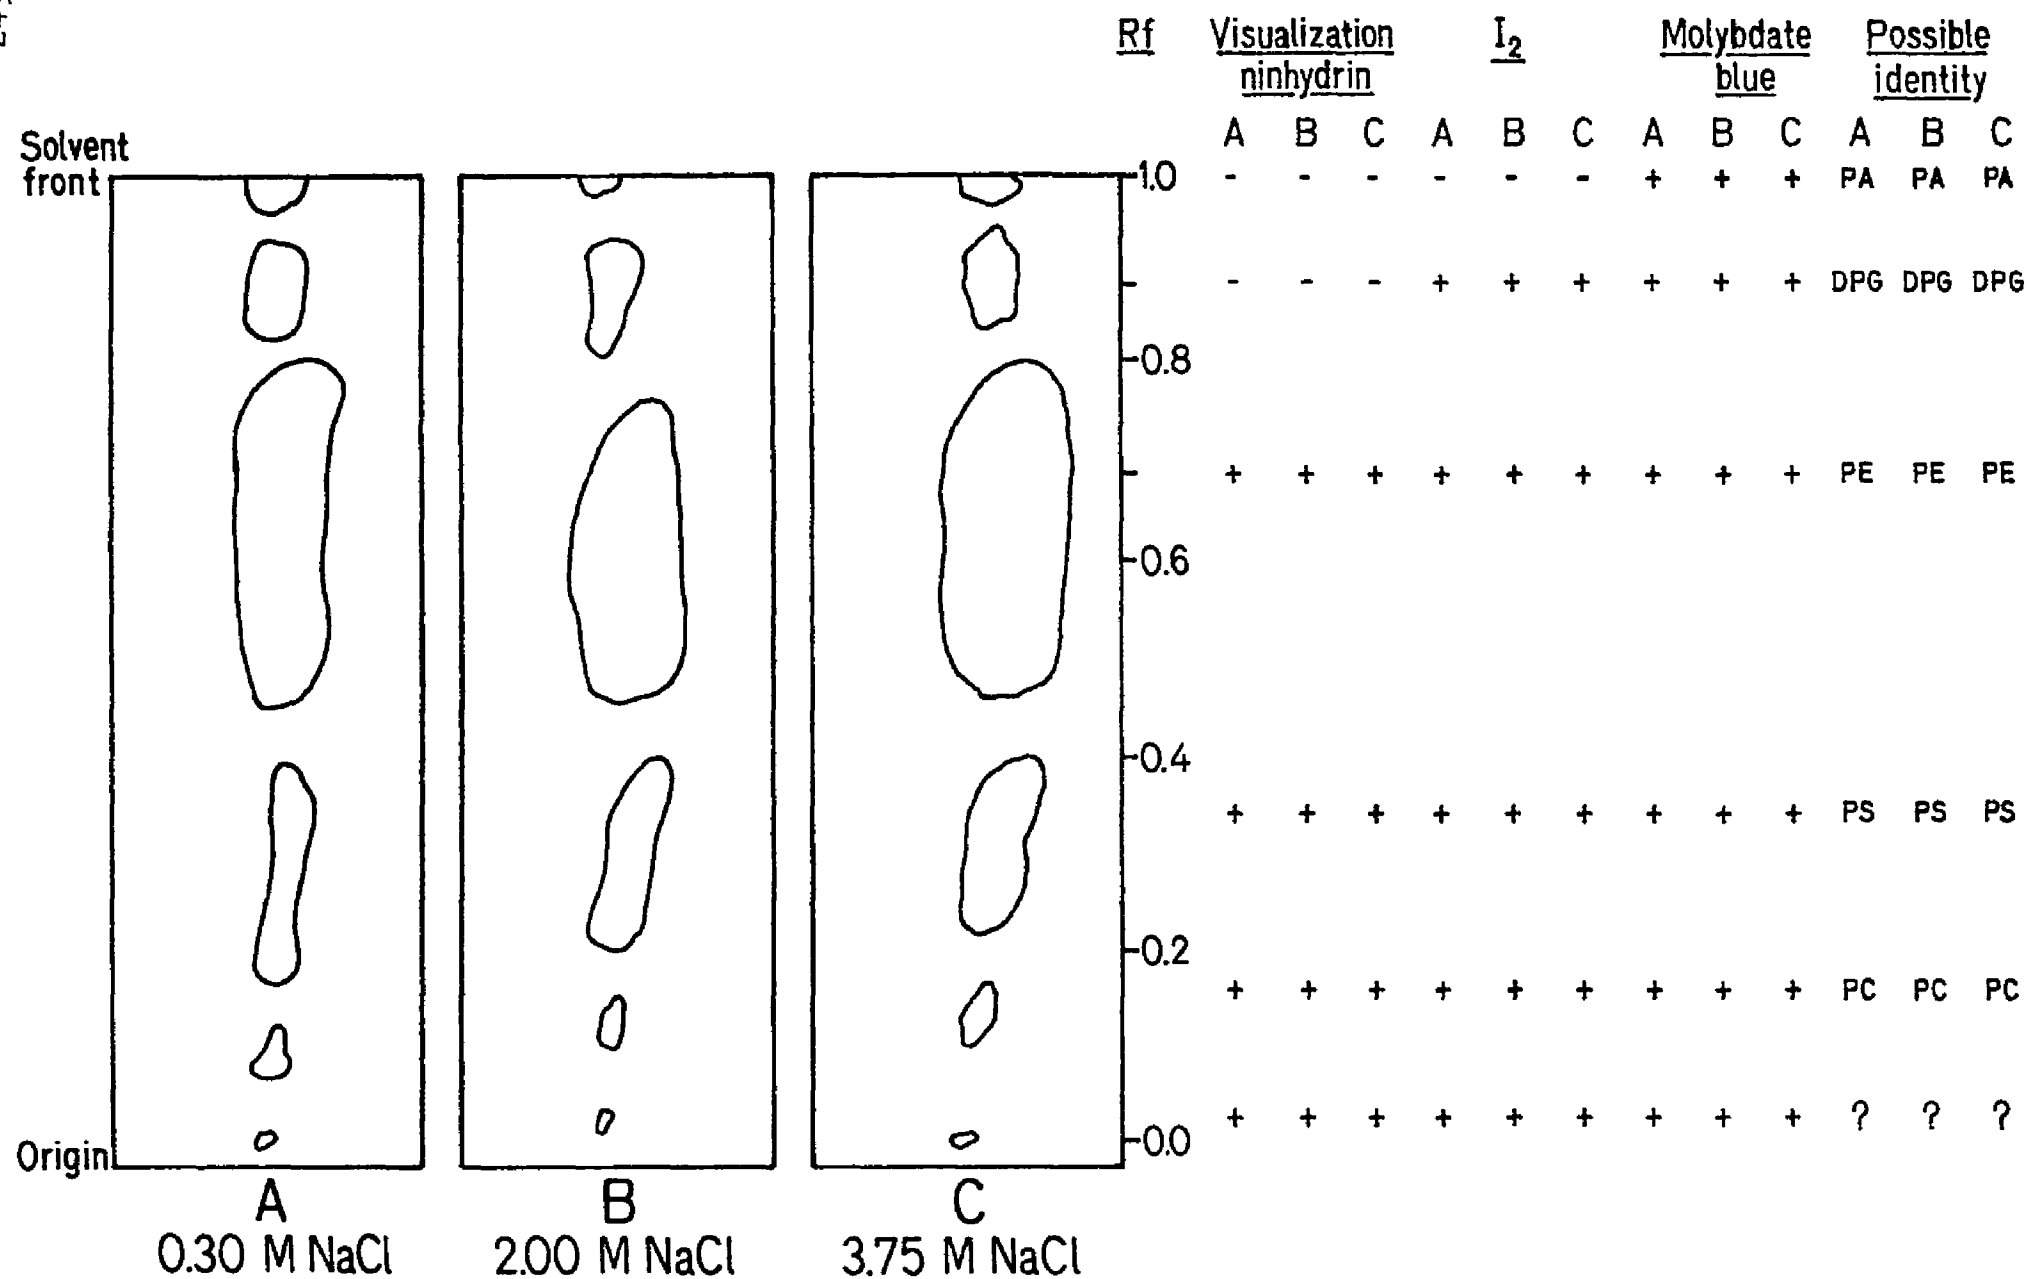 Rf Visualization I₂ Molybdate Possible
ninhydrin blue identity
Solvent A B C A B C A B C A B C
front 1.0 - - - - - - + + + PA PA PA
- - - + + + + + + DPG DPG DPG
0.8
+ + + + + + + + + PE PE PE
0.6
0.4
+ + + + + + + + + PS PS PS
0.2
+ + + + + + + + + PC PC PC
+ + + + + + + + + ? ? ?
Origin 0.0
A B C
0.30 M NaCl 2.00 M NaCl 3.75 M NaCl